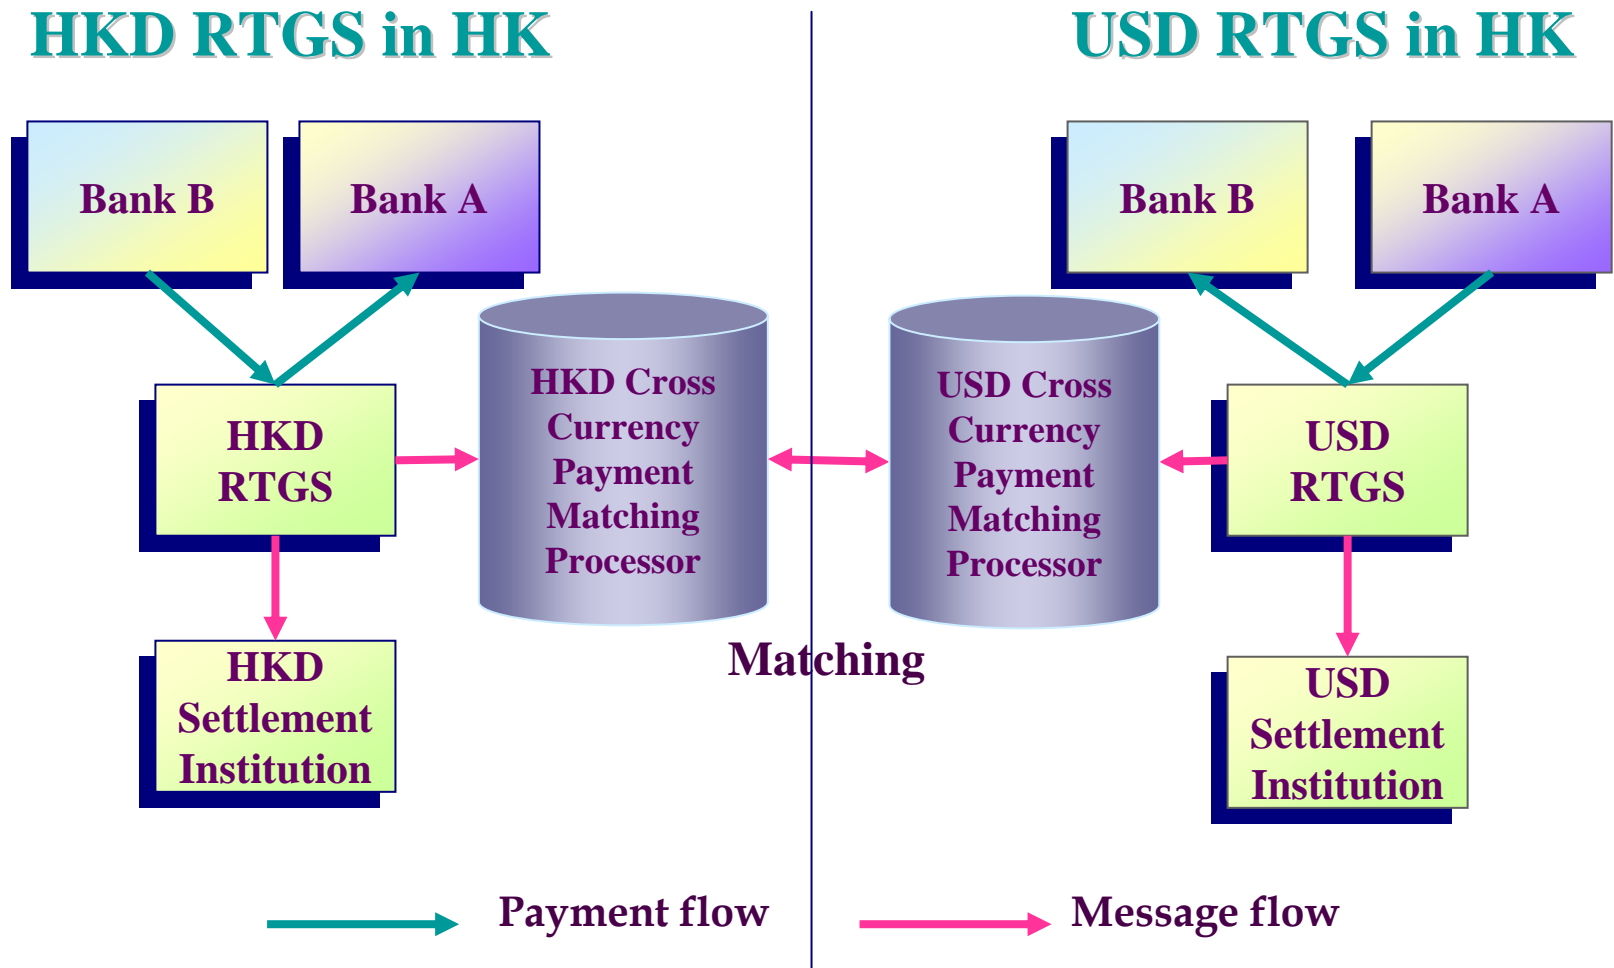 HKD RTGS in HK
USD RTGS in HK
Bank B
Bank A
Bank B
Bank A
HKD
RTGS
HKD Cross
Currency
Payment
Matching
Processor
USD Cross
Currency
Payment
Matching
Processor
USD
RTGS
Matching
HKD
Settlement
Institution
USD
Settlement
Institution
Payment flow
Message flow